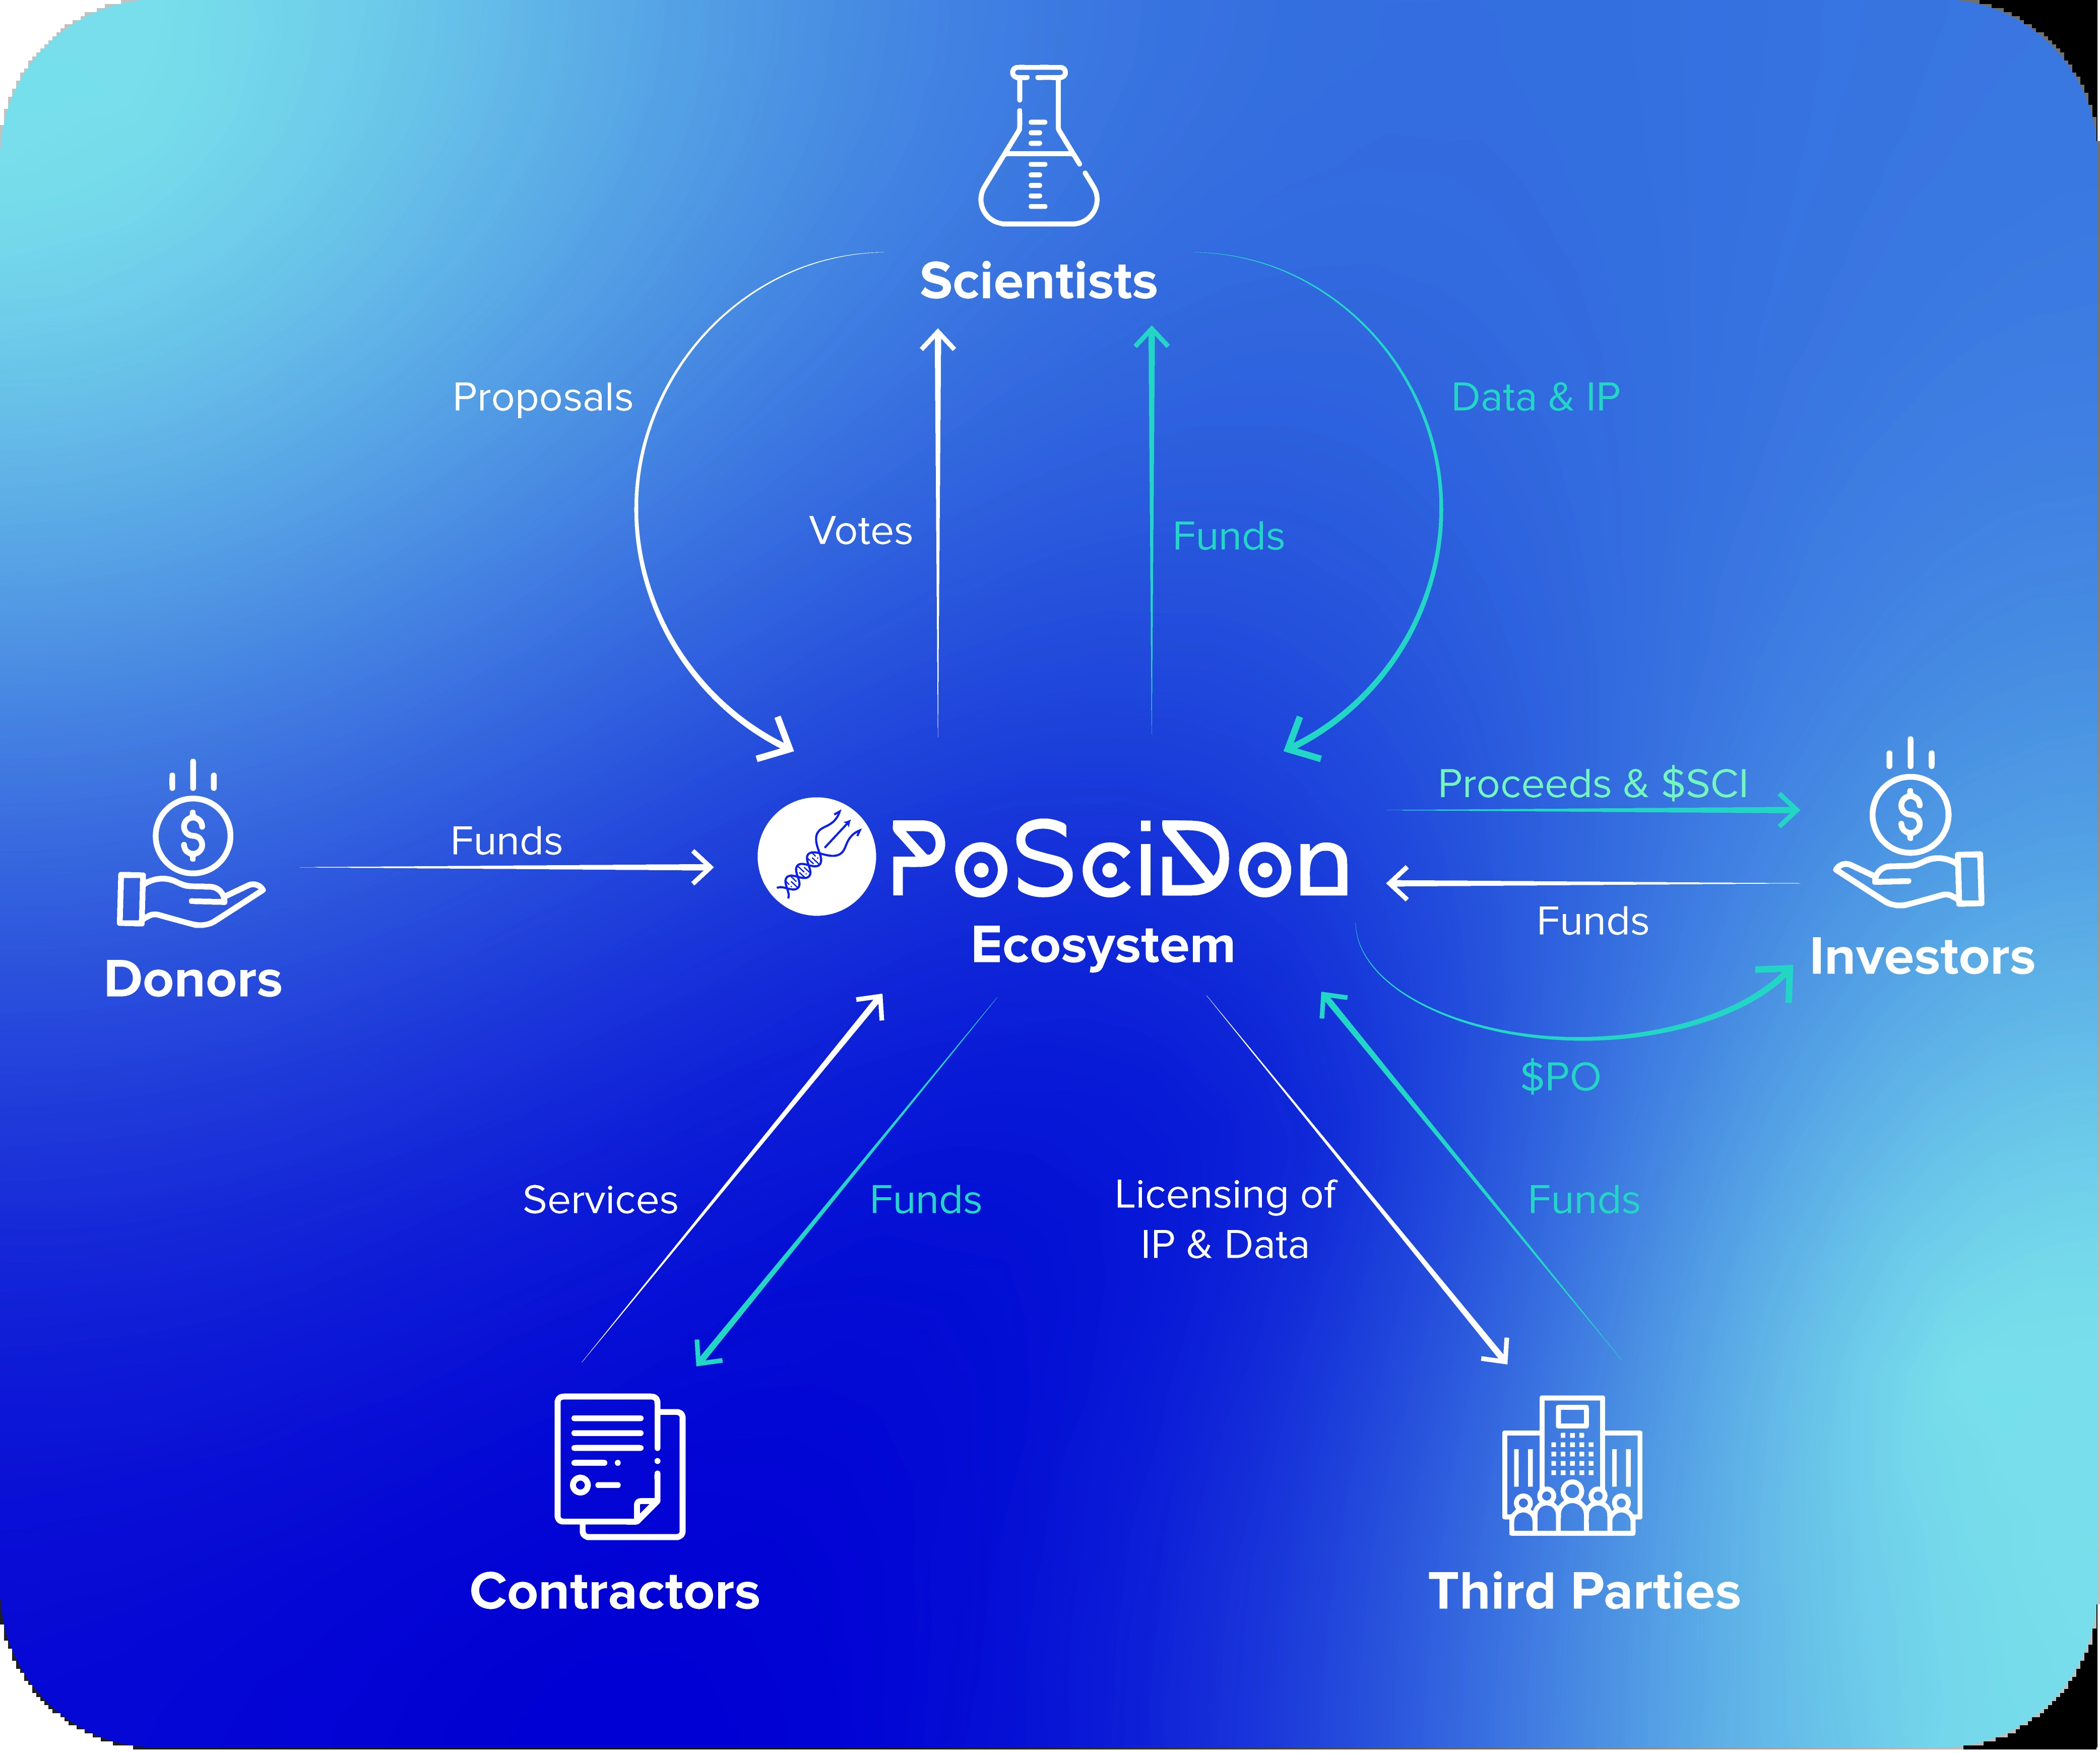 Scientists
Proposals
Data & IP
Votes
Funds
Proceeds & $SCI
Funds
PoSciDon
Funds
Ecosystem
Investors
Donors
$PO
Services
Funds
Licensing of
IP & Data
Funds
Contractors
Third Parties